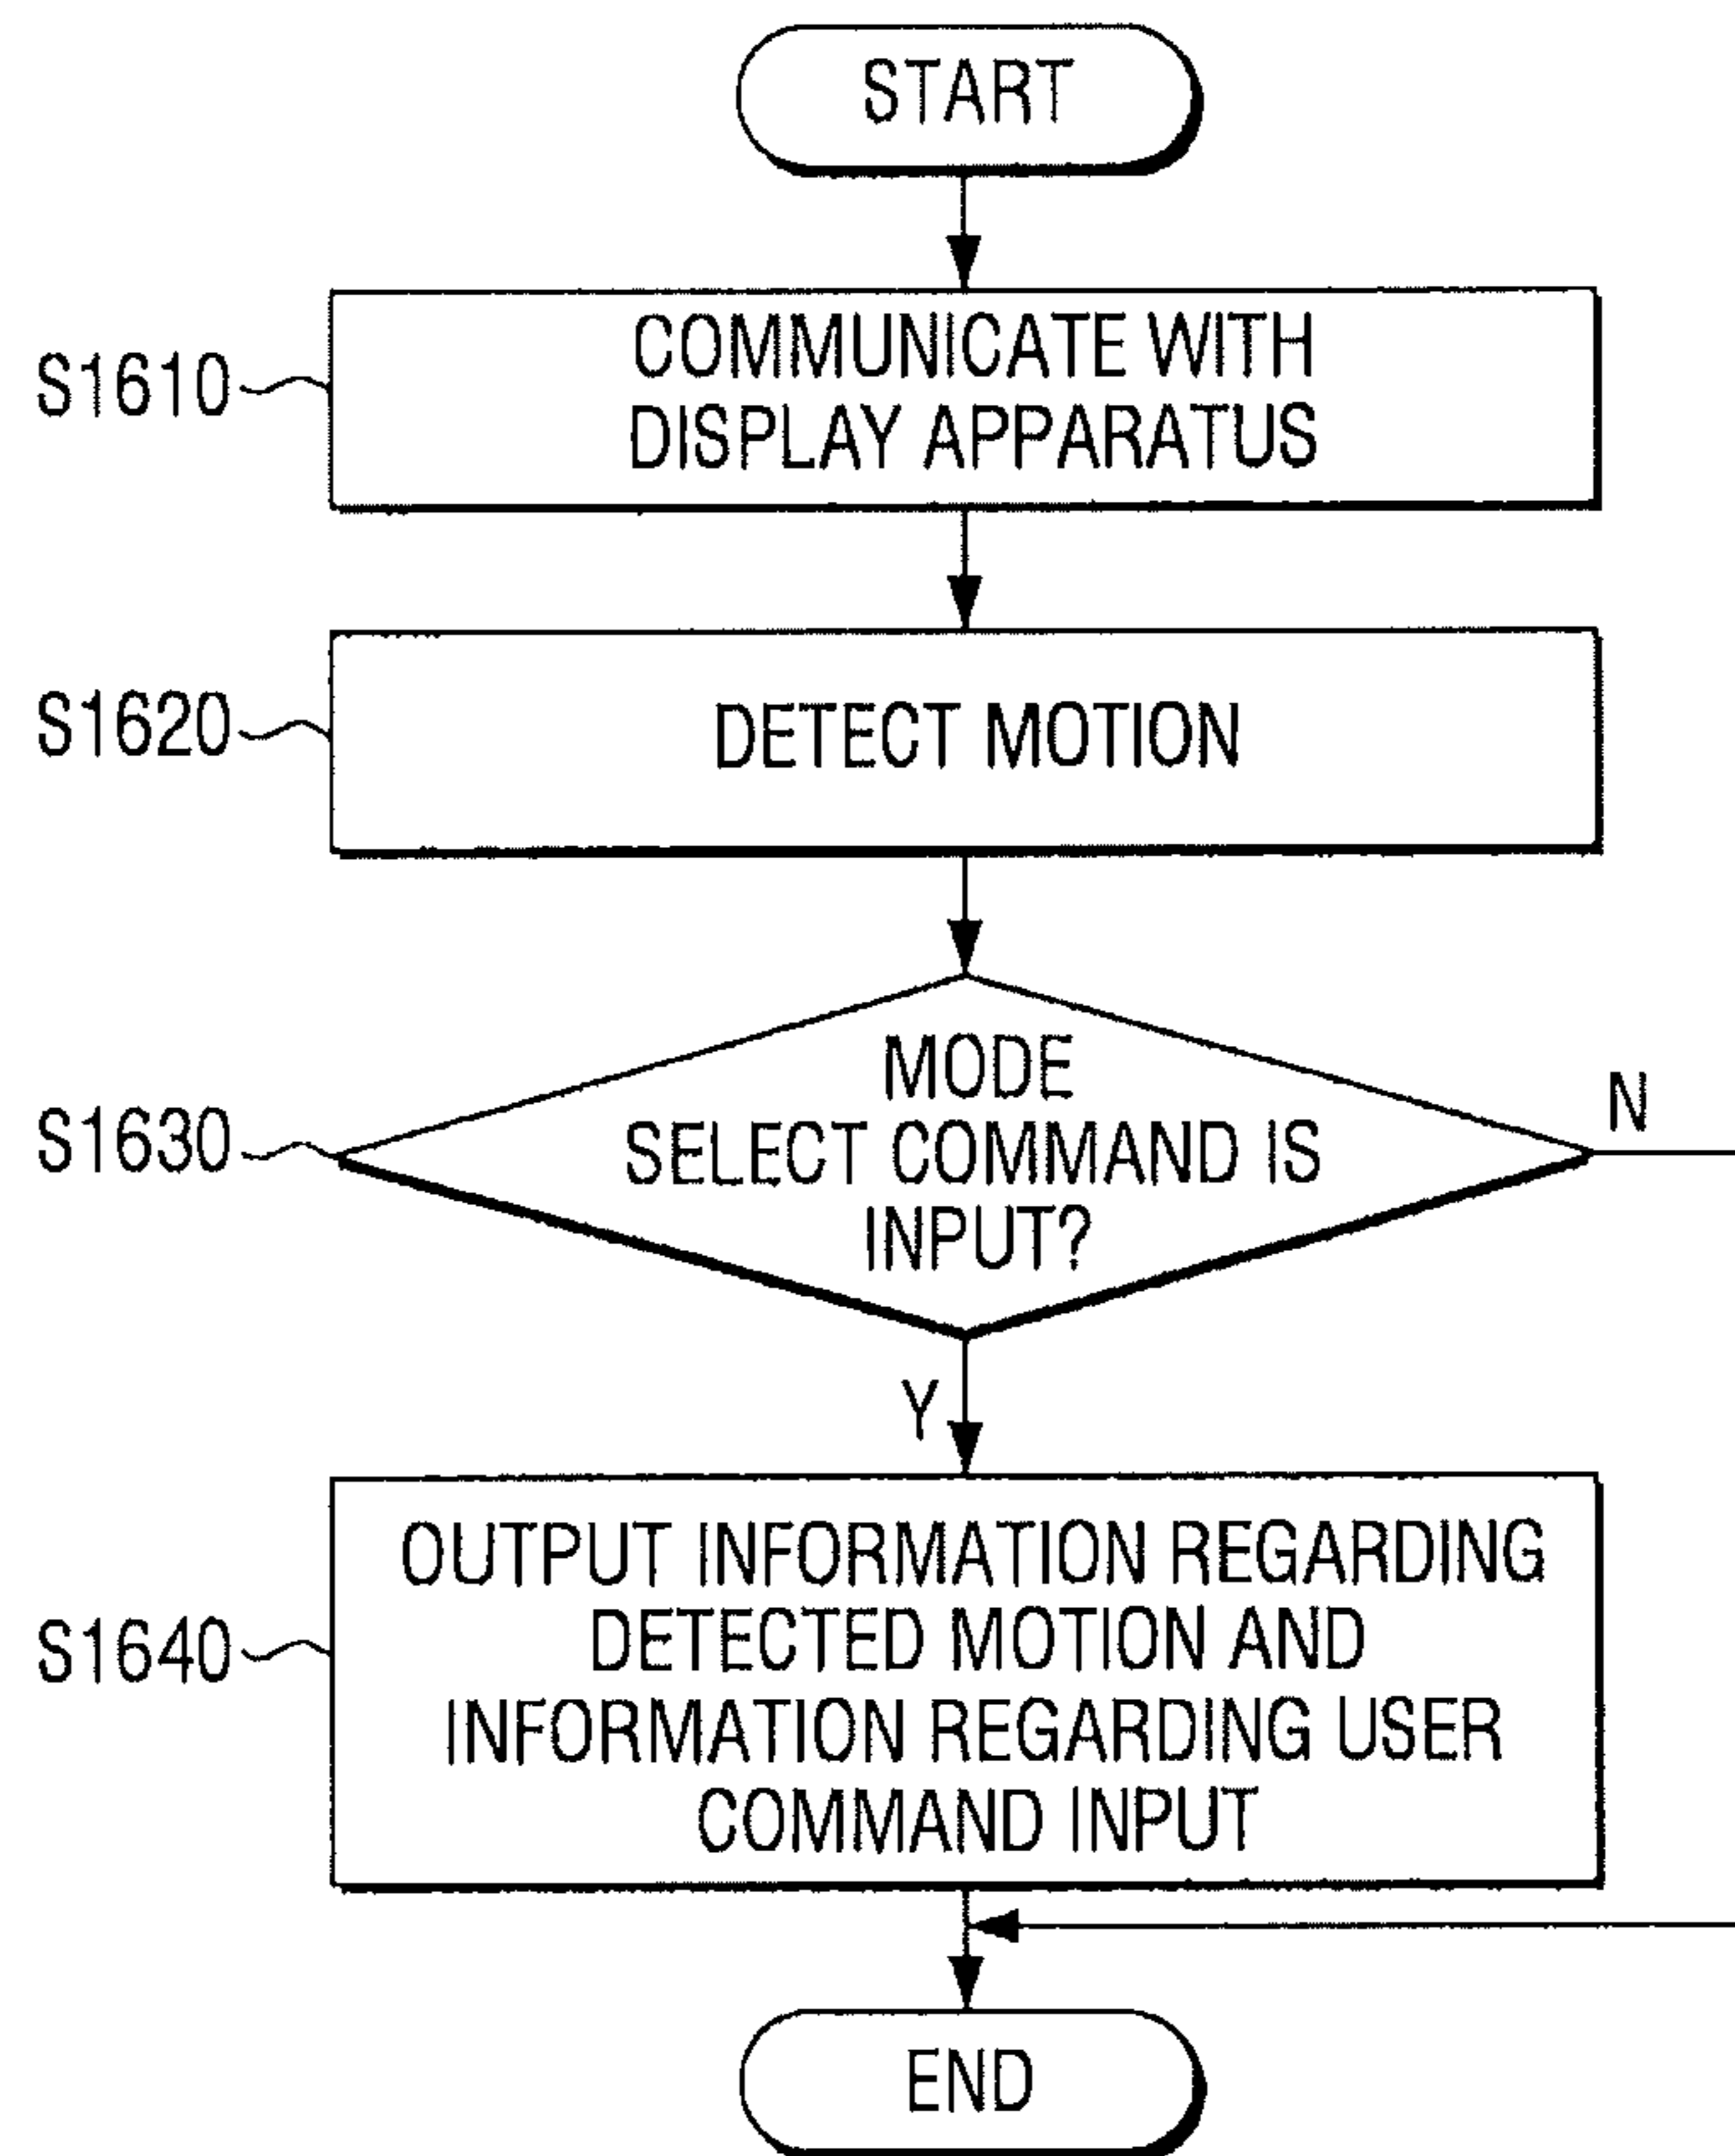 START
S1610
COMMUNICATE WITH
DISPLAY APPARATUS
S1620
DETECT MOTION
S1630
MODE
SELECT COMMAND IS
INPUT?
N
Y
S1640
OUTPUT INFORMATION REGARDING
DETECTED MOTION AND
INFORMATION REGARDING USER
COMMAND INPUT
END